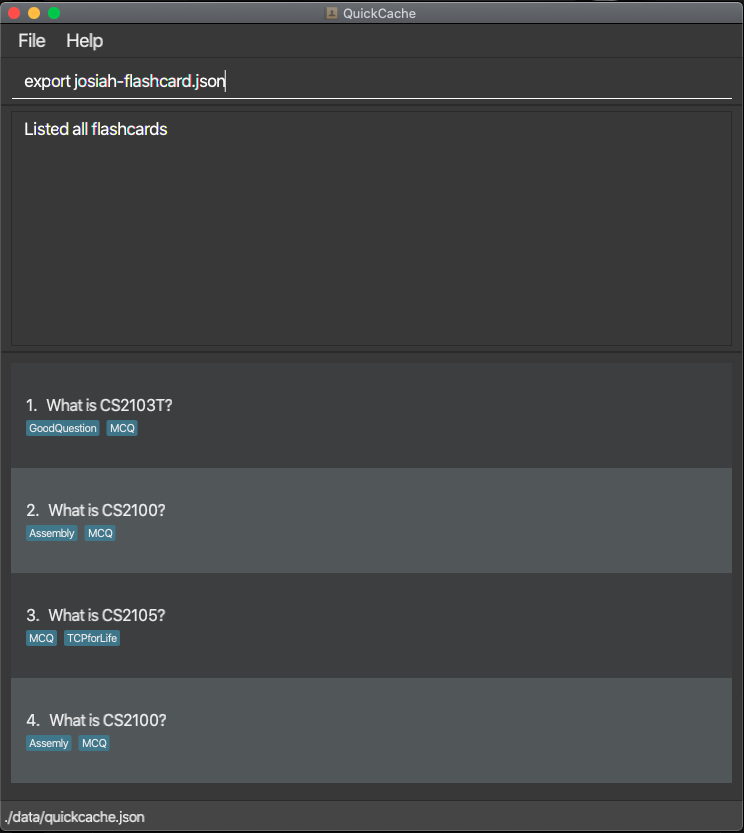 QuickCache
File Help
export josiah-flashcard.json
Listed all flashcards
1. What is CS2103T?
GoodQuestion MCQ
2. What is CS2100?
Assembly MCQ
3. What is CS2105?
MCQ TCPforLife
4. What is CS2100?
Assemly MCQ
./data/quickcache.json